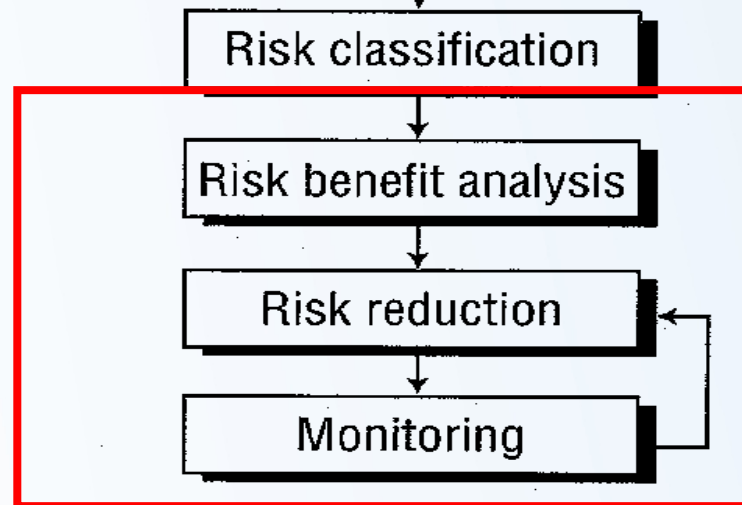 Risk classification
Risk benefit analysis
Risk reduction
Monitoring